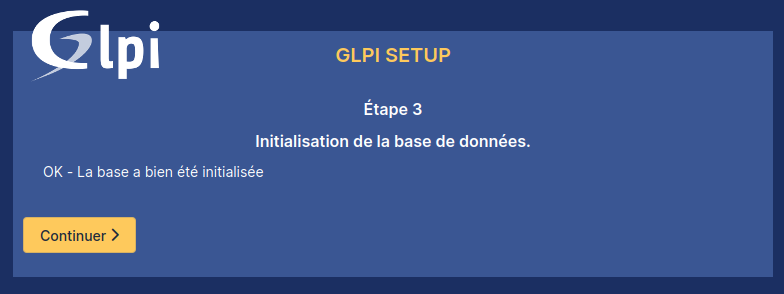 Glpi
GLPI SETUP
Étape 3
Initialisation de la base de données.
OK - La base a bien été initialisée
Continuer